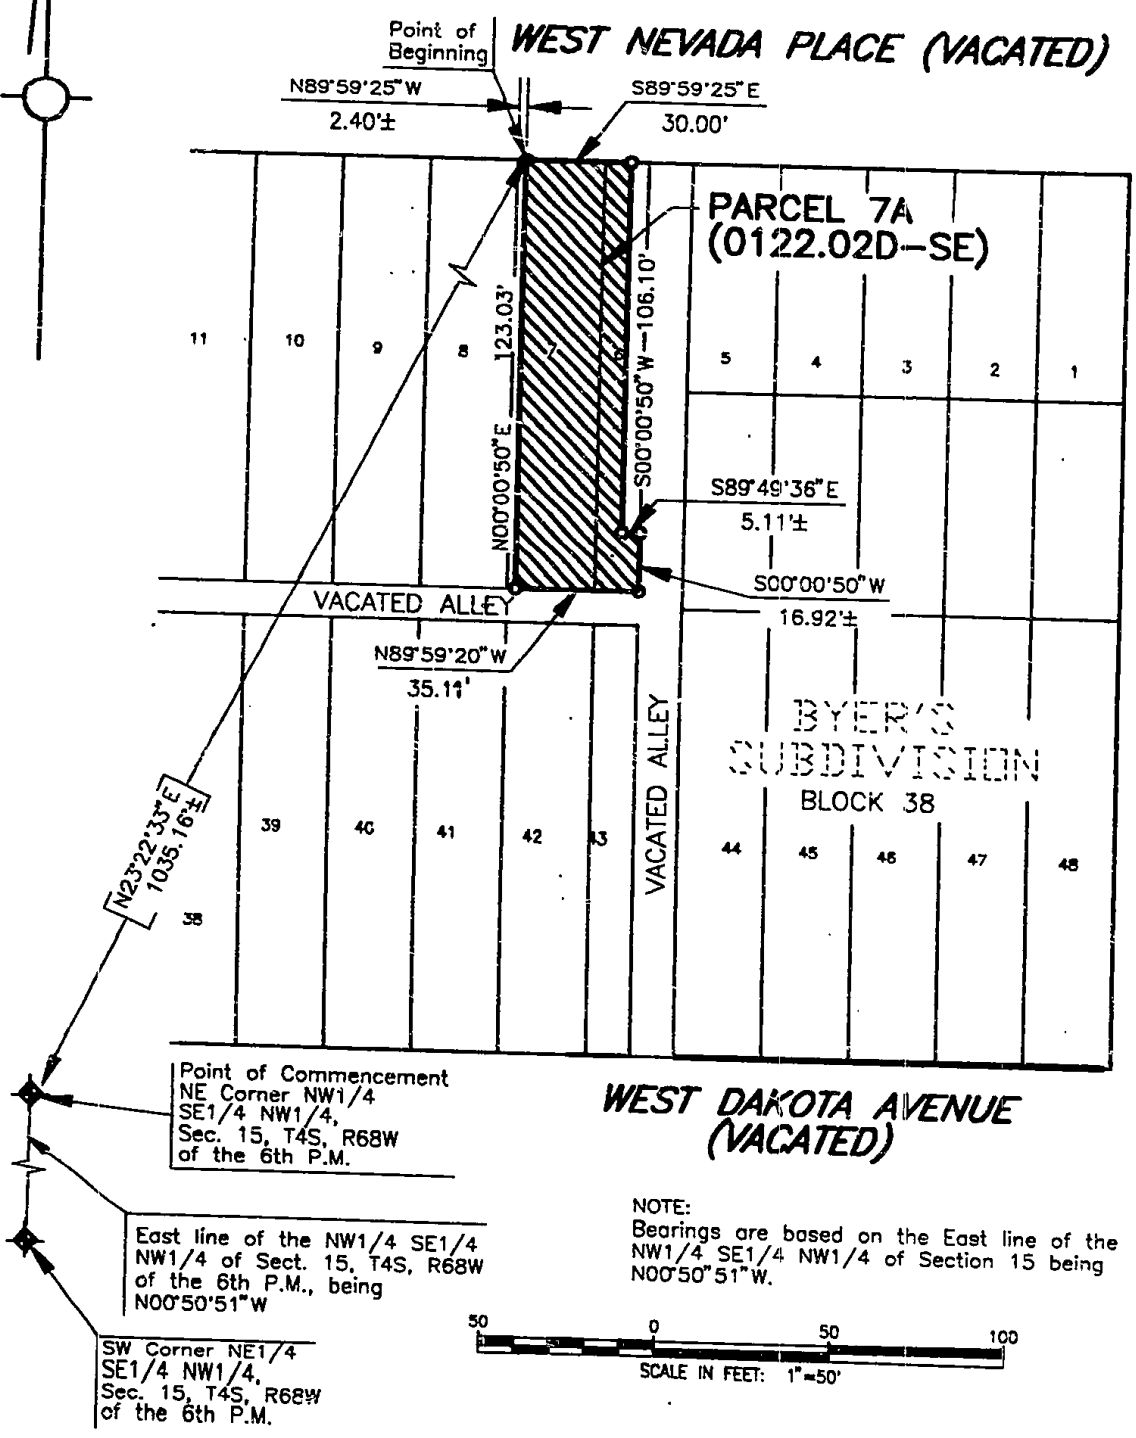 Point of
Beginning
WEST NEVADA PLACE (VACATED)
N89°59'25"W
2.40'±
S89°59'25"E
30.00'
PARCEL 7A
(0122.02D-SE)
11
10
9
8
7
6
5
4
3
2
1
N00°00'50"E 123.03'
S00°00'50"W-106.10'
S89°49'36"E
5.11'±
S00°00'50"W
16.92'±
VACATED ALLEY
N89°59'20"W
35.11'
BYER'S
SUBDIVISION
BLOCK 38
VACATED ALLEY
N23°22'33"E
1035.16'±
38
39
40
41
42
43
44
45
46
47
48
Point of Commencement
NE Corner NW1/4
SE1/4 NW1/4,
Sec. 15, T4S, R68W
of the 6th P.M.
WEST DAKOTA AVENUE
(VACATED)
East line of the NW1/4 SE1/4
NW1/4 of Sect. 15, T4S, R68W
of the 6th P.M., being
N00°50'51"W
NOTE:
Bearings are based on the East line of the
NW1/4 SE1/4 NW1/4 of Section 15 being
N00°50"51"W.
SW Corner NE1/4
SE1/4 NW1/4,
Sec. 15, T4S, R68W
of the 6th P.M.
50 0 50 100
SCALE IN FEET: 1"=50'